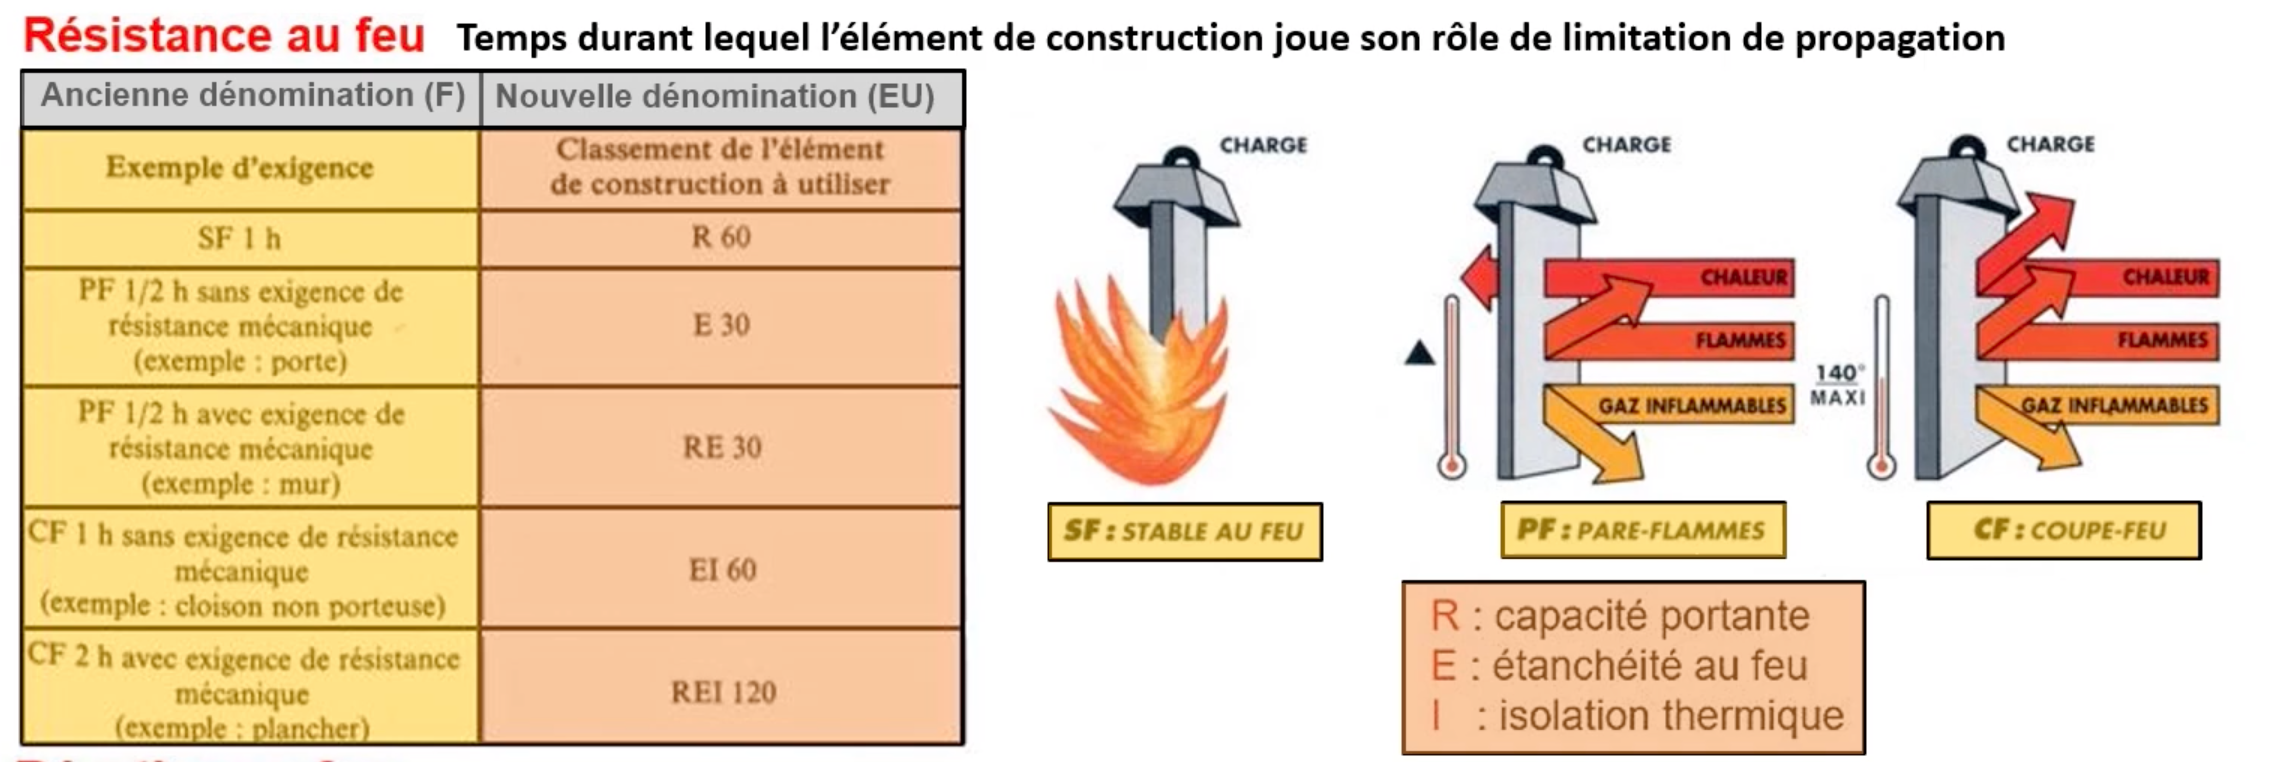 Résistance au feu Temps durant lequel l’élément de construction joue son rôle de limitation de propagation
Ancienne dénomination (F) Nouvelle dénomination (EU)
Exemple d'exigence
Classement de l'élément
de construction à utiliser
SF 1 h
R 60
PF 1/2 h sans exigence de
résistance mécanique
(exemple : porte)
E 30
PF 1/2 h avec exigence de
résistance mécanique
(exemple : mur)
RE 30
CF 1 h sans exigence de résistance
mécanique
(exemple : cloison non porteuse)
EI 60
CF 2 h avec exigence de résistance
mécanique
(exemple : plancher)
REI 120
CHARGE
SF : STABLE AU FEU
CHARGE
CHALEUR
FLAMMES
GAZ INFLAMMABLES
PF : PARE-FLAMMES
CHARGE
140°
MAXI
CHALEUR
FLAMMES
GAZ INFLAMMABLES
CF : COUPE-FEU
R : capacité portante
E : étanchéité au feu
I : isolation thermique